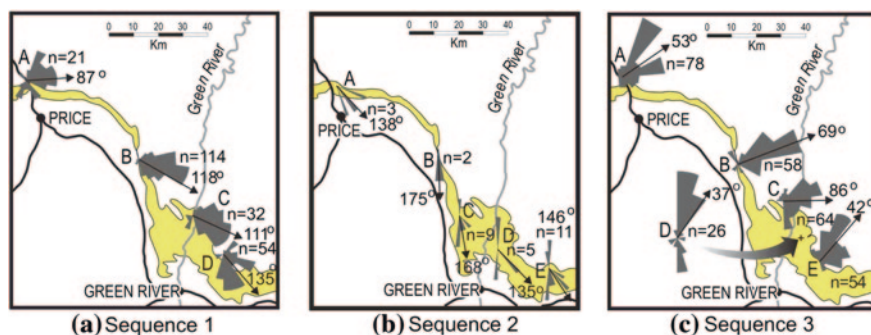 0 10 20 30 40
Km
A
n=21
87°
Green River
PRICE
B
n=114
118°
C
n=32
111°
n=54
D
135°
GREEN RIVER
(a) Sequence 1
0 10 20 30 40
Km
Green River
A
n=3
138°
PRICE
B
n=2
175°
C
n=9
168°
D
n=5
135°
146°
n=11
E
GREEN RIVER
(b) Sequence 2
0 10 20 30 40
Km
A
53°
n=78
Green River
PRICE
69°
B
n=58
C
86°
n=64
37°
D
n=26
42°
E
n=54
GREEN RIVER
(c) Sequence 3